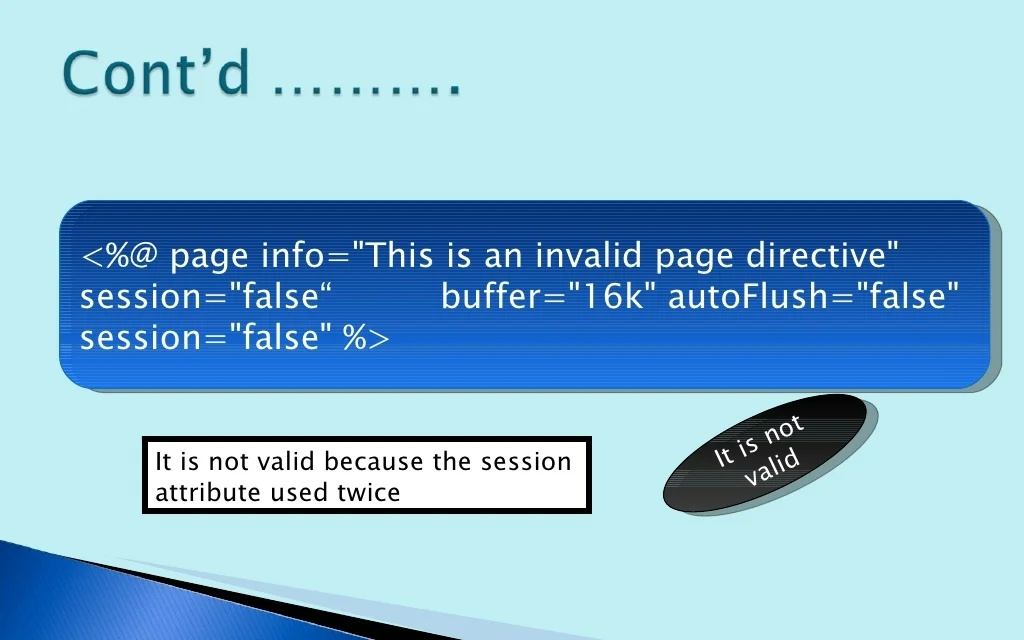 Cont’d ……….
<%@ page info="This is an invalid page directive"
session="false“ buffer="16k" autoFlush="false"
session="false" %>
It is not
valid
It is not valid because the session
attribute used twice